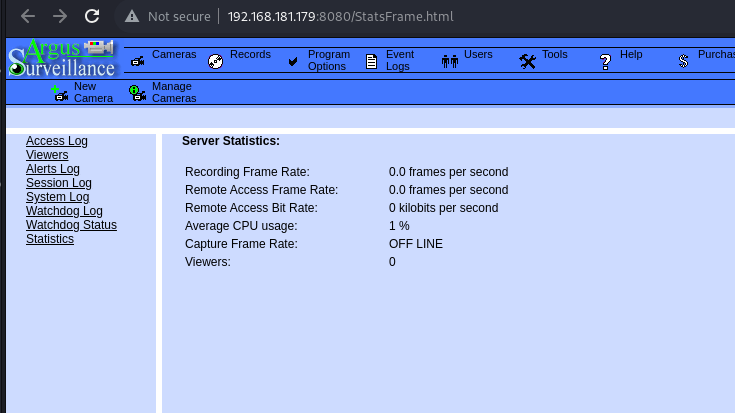 Not secure 192.168.181.179:8080/StatsFrame.html
Argus
Surveillance
Cameras
Records
Program
Options
Event
Logs
Users
Tools
Help
Purchas
New
Camera
Manage
Cameras
Access Log
Viewers
Alerts Log
Session Log
System Log
Watchdog Log
Watchdog Status
Statistics
Server Statistics:
Recording Frame Rate: 0.0 frames per second
Remote Access Frame Rate: 0.0 frames per second
Remote Access Bit Rate: 0 kilobits per second
Average CPU usage: 1 %
Capture Frame Rate: OFF LINE
Viewers: 0